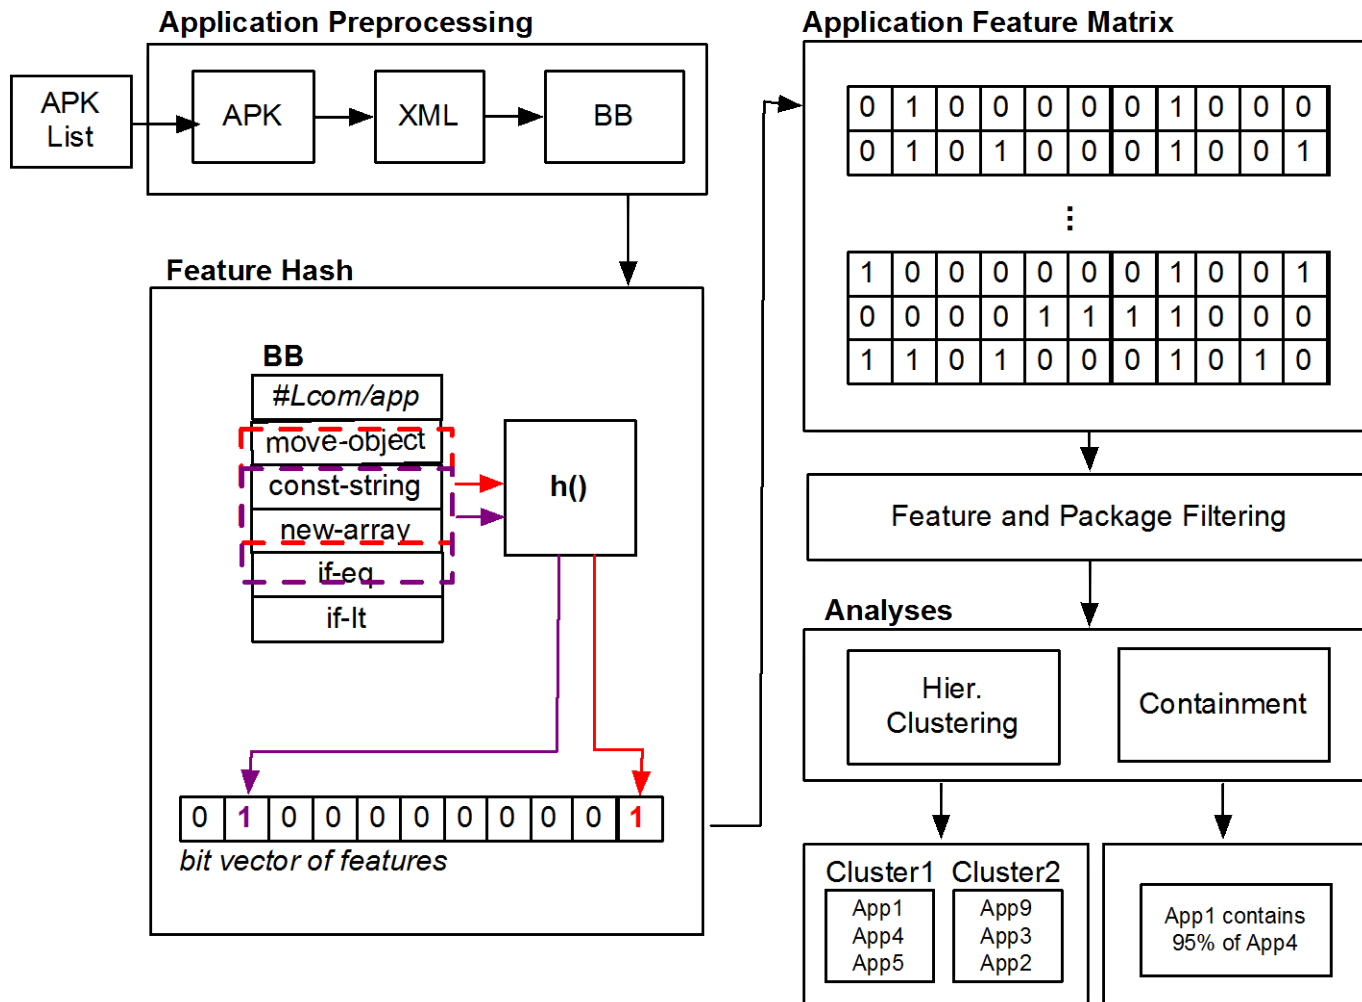 Application Preprocessing
APK
List
APK
XML
BB
Feature Hash
BB
#Lcom/app
move-object
const-string
new-array
if-eq
if-lt
h()
0 1 0 0 0 0 0 0 0 0 1
bit vector of features
Application Feature Matrix
0 1 0 0 0 0 0 1 0 0 0
0 1 0 1 0 0 0 1 0 0 1
⋮
1 0 0 0 0 0 0 1 0 0 1
0 0 0 0 1 1 1 1 0 0 0
1 1 0 1 0 0 0 1 0 1 0
Feature and Package Filtering
Analyses
Hier.
Clustering
Containment
Cluster1
App1
App4
App5
Cluster2
App9
App3
App2
App1 contains
95% of App4